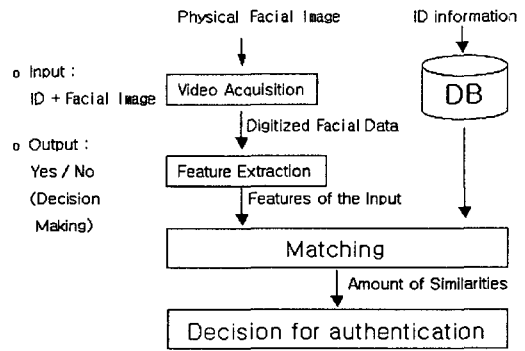 Physical Facial Image
ID information
o Input :
ID + Facial Image
Video Acquisition
DB
Digitized Facial Data
o Output :
Yes / No
(Decision
Making)
Feature Extraction
Features of the Input
Matching
Amount of Similarities
Decision for authentication